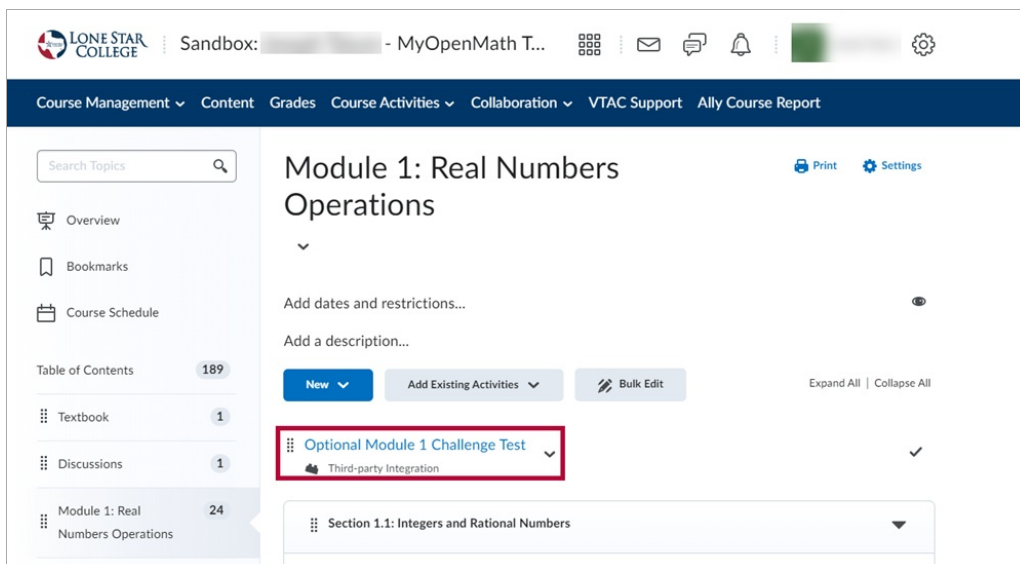 LONE STAR
COLLEGE
Sandbox: - MyOpenMath T...
Course Management Content Grades Course Activities Collaboration VTAC Support Ally Course Report
Search Topics
Overview
Bookmarks
Course Schedule
Table of Contents 189
Textbook 1
Discussions 1
Module 1: Real
Numbers Operations
24
Module 1: Real Numbers
Operations
Print Settings
Add dates and restrictions...
Add a description...
New Add Existing Activities Bulk Edit Expand All | Collapse All
Optional Module 1 Challenge Test
Third-party Integration
Section 1.1: Integers and Rational Numbers